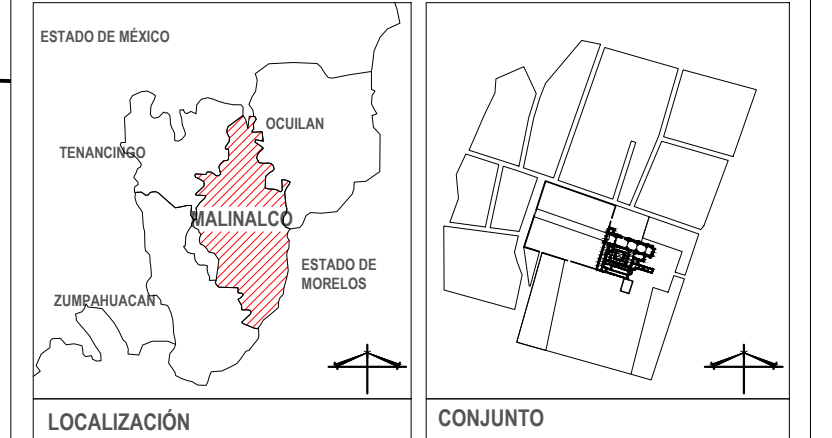 ESTADO DE MÉXICO
OCUILAN
TENANCINGO
MALINALCO
ESTADO DE
MORELOS
ZUMPAHUACAN
LOCALIZACIÓN
CONJUNTO